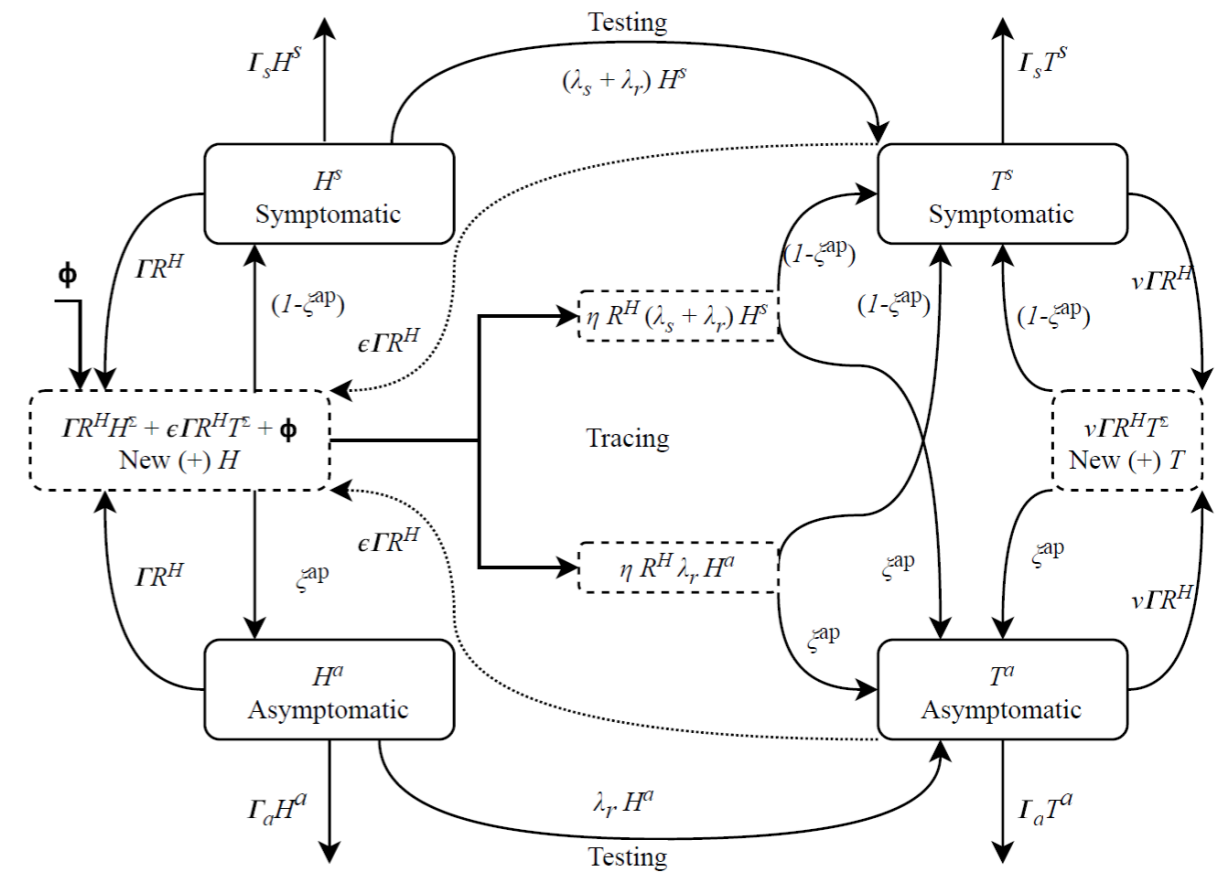 Testing
Γ_sH^s
(λ_s + λ_r) H^s
Γ_sT^s
H^s
Symptomatic
T^s
Symptomatic
ΓR^H
ϕ
(1-ξ^ap)
(1-ξ^ap)
(1-ξ^ap)
(1-ξ^ap)
νΓR^H
ϵΓR^H
η R^H (λ_s + λ_r) H^s
ΓR^HH^Σ + ϵΓR^HT^Σ + ϕ
New (+) H
Tracing
νΓR^HT^Σ
New (+) T
ϵΓR^H
ΓR^H
ξ^ap
η R^H λ_r H^a
ξ^ap
ξ^ap
νΓR^H
ξ^ap
H^a
Asymptomatic
T^a
Asymptomatic
Γ_aH^a
λ_r H^a
Γ_aT^a
Testing